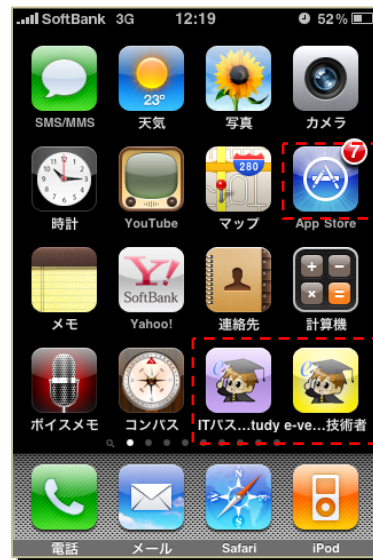 SoftBank 3G 12:19 52%
23°
SMS/MMS 天気 写真 カメラ
280
7
時計 YouTube マップ App Store
Y!
SoftBank
メモ Yahoo! 連絡先 計算機
ボイスメモ コンパス ITパス...tudy e-ve...技術者
電話 メール Safari iPod